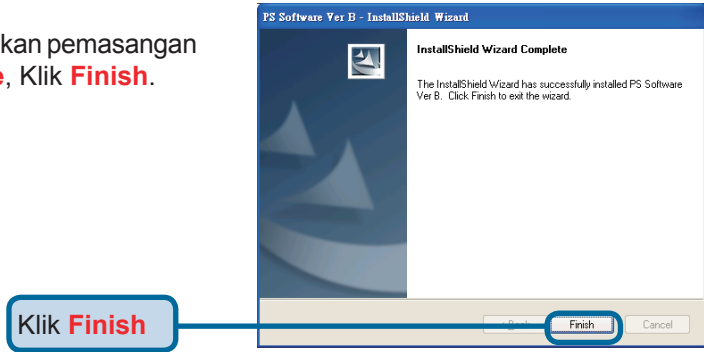 kan pemasangan
e, Klik Finish.
PS Software Ver B - InstallShield Wizard
InstallShield Wizard Complete
The InstallShield Wizard has successfully installed PS Software
Ver B. Click Finish to exit the wizard.
Finish
Cancel
Klik Finish